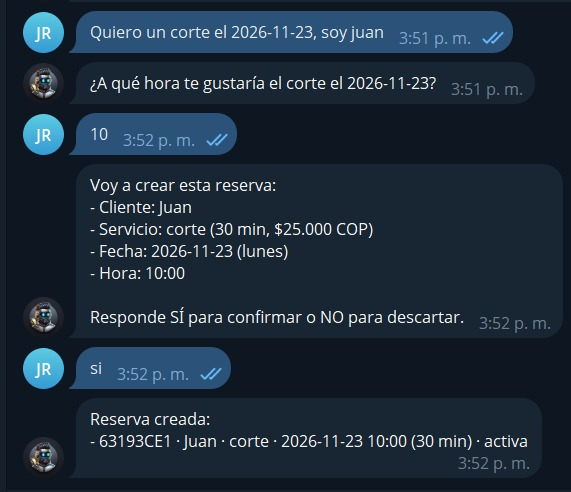 JR
Quiero un corte el 2026-11-23, soy juan 3:51 p. m.
¿A qué hora te gustaría el corte el 2026-11-23? 3:51 p. m.
JR
10 3:52 p. m.
Voy a crear esta reserva:
- Cliente: Juan
- Servicio: corte (30 min, $25.000 COP)
- Fecha: 2026-11-23 (lunes)
- Hora: 10:00
Responde SÍ para confirmar o NO para descartar. 3:52 p. m.
JR
si 3:52 p. m.
Reserva creada:
- 63193CE1 · Juan · corte · 2026-11-23 10:00 (30 min) · activa
3:52 p. m.